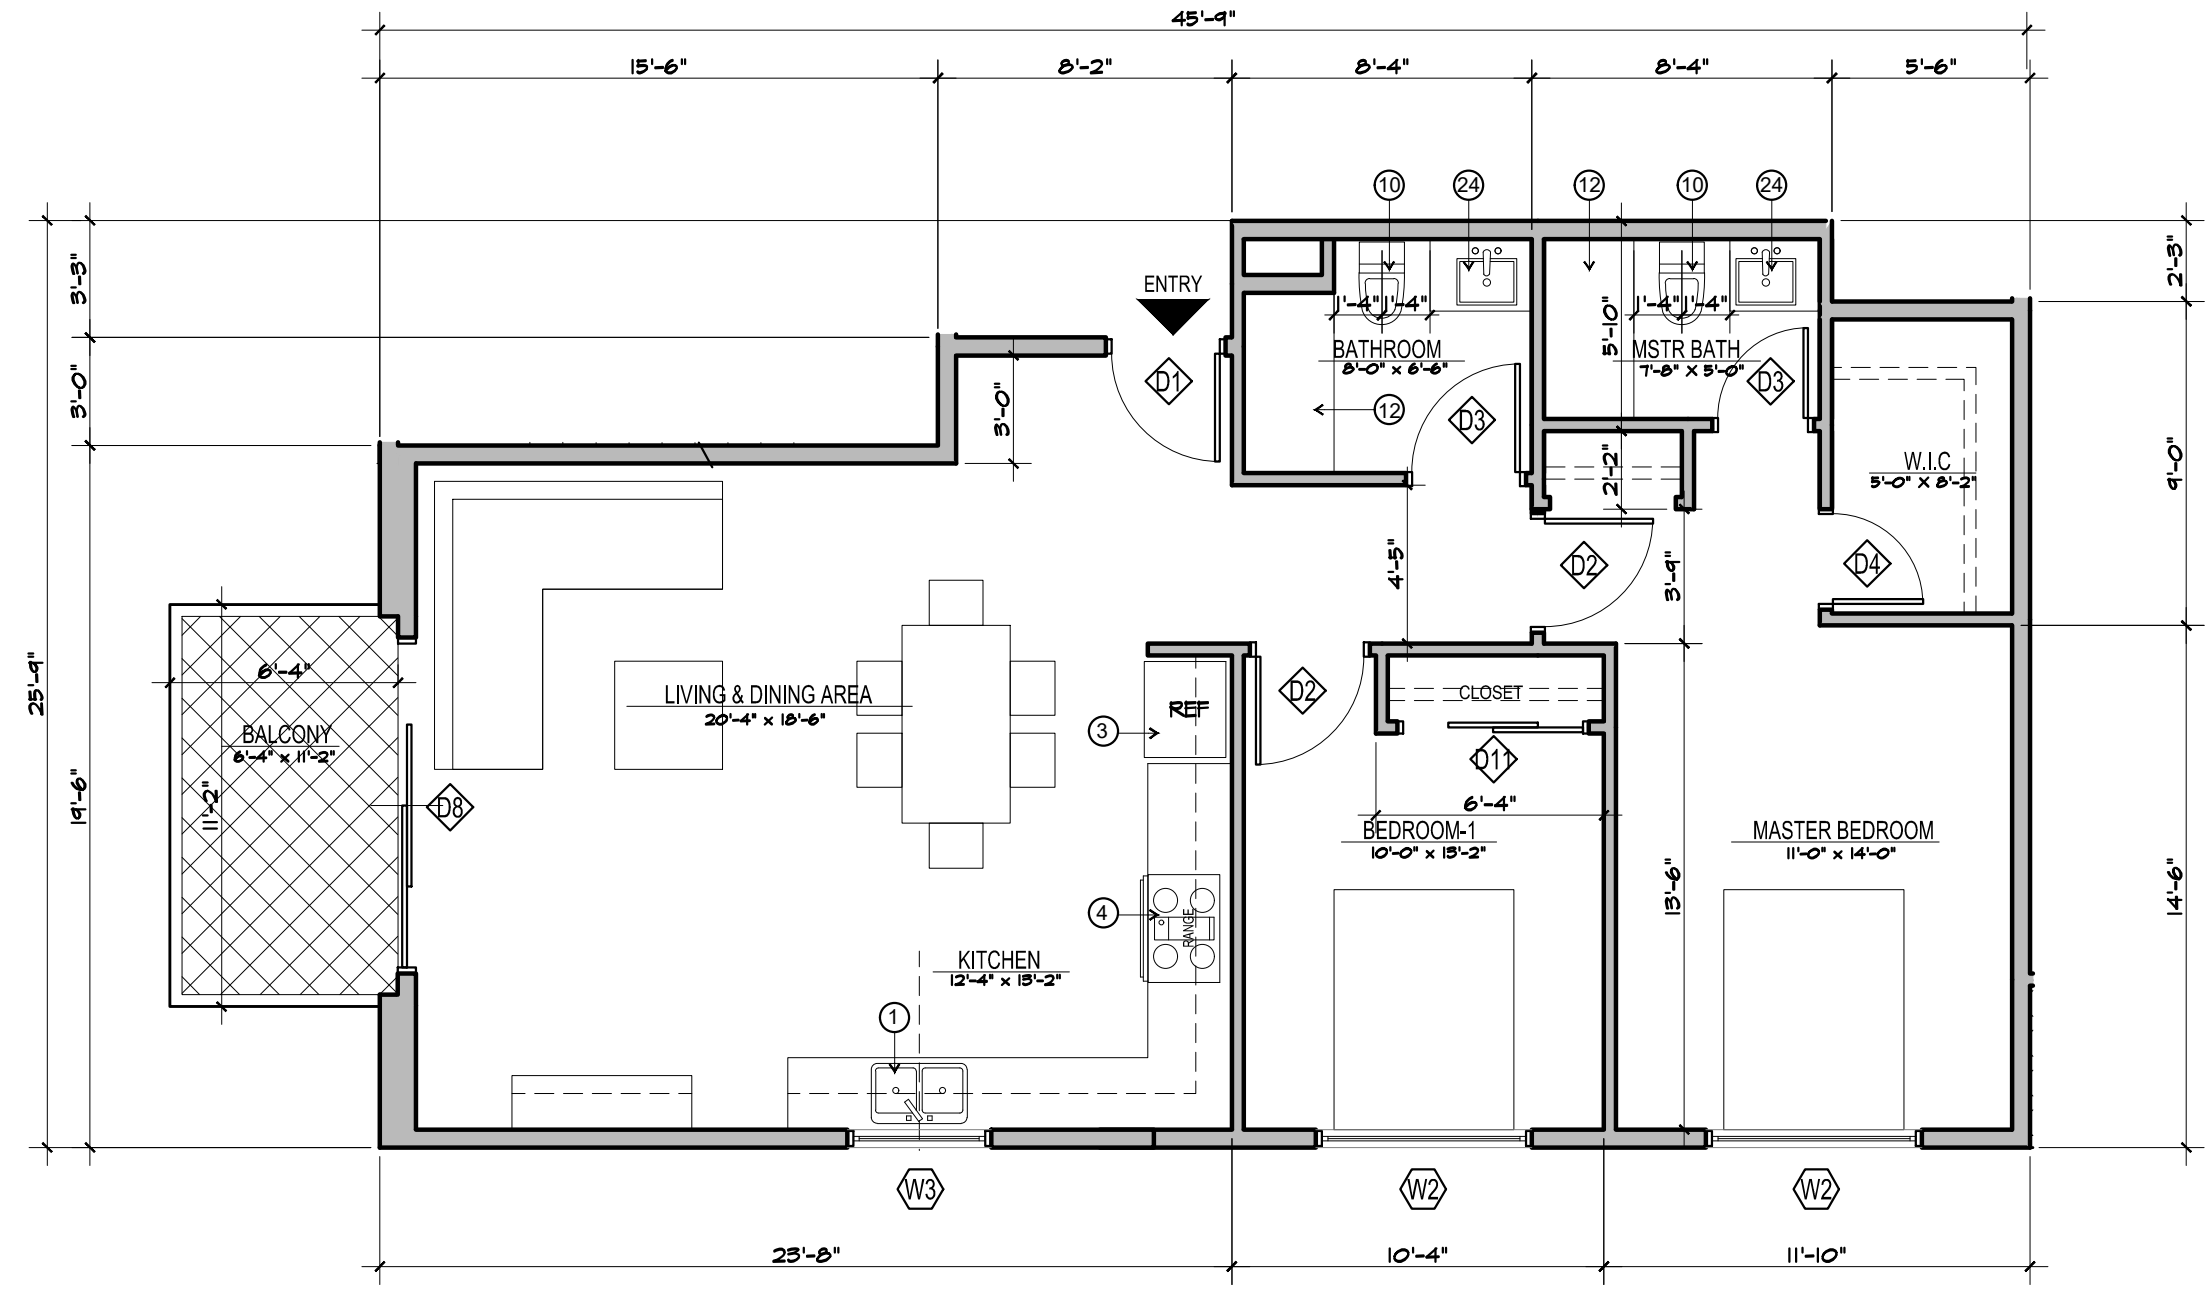 45'-9"
15'-6"
8'-2"
8'-4"
8'-4"
5'-6"
10
24
12
10
24
3'-3"
2'-3"
ENTRY
1'-4"
1'-4"
1'-4"
1'-4"
5'-10"
BATHROOM
8'-0" x 6'-6"
MSTR BATH
7'-8" X 5'-0"
D1
D3
3'-0"
3'-0"
12
D3
W.I.C
5'-0" X 8'-2"
9'-0"
2'-2"
4'-5"
D2
3'-9"
D4
25'-9"
6'-4"
LIVING & DINING AREA
20'-4" x 18'-6"
REF
D2
CLOSET
BALCONY
6'-4" x 11'-2"
3
D11
11'-2"
D8
19'-6"
6'-4"
BEDROOM-1
10'-0" x 13'-2"
MASTER BEDROOM
11'-0" x 14'-0"
13'-6"
14'-6"
4
RANGE
KITCHEN
12'-4" x 13'-2"
1
W3
W2
W2
23'-8"
10'-4"
11'-10"